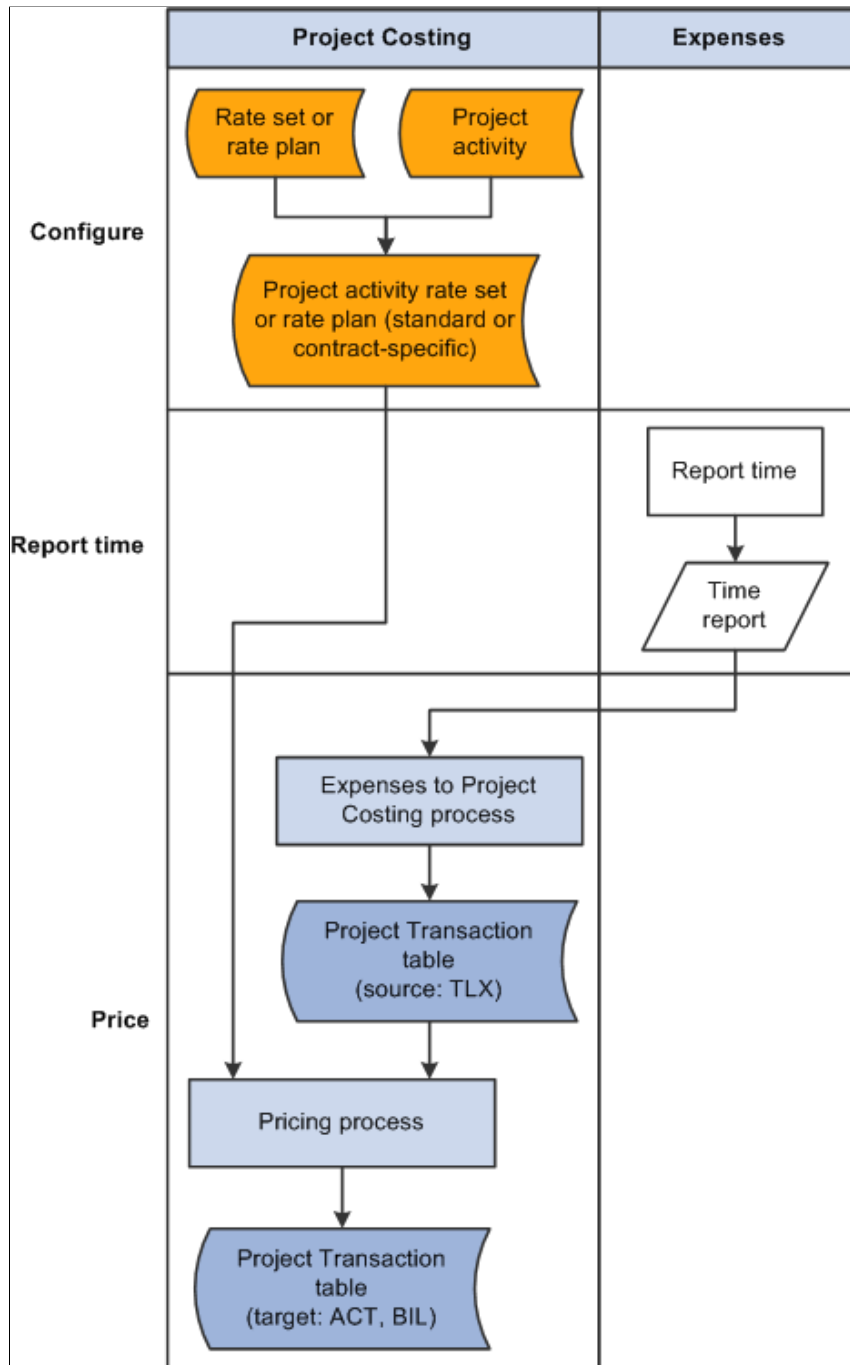 Project Costing
Expenses
Rate set or
rate plan
Project
activity
Configure
Project activity rate set
or rate plan (standard or
contract-specific)
Report time
Report time
Time
report
Expenses to Project
Costing process
Project Transaction
table
(source: TLX)
Price
Pricing process
Project Transaction
table
(target: ACT, BIL)